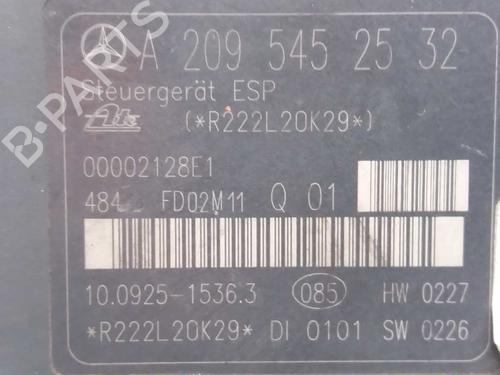 A 209 545 25 32
Steuergerät ESP
Ate (*R222L20K29*)
00002128E1
FD02M11 Q 01
10.0925-1536.3 085 HW 0227
*R222L20K29* DI 0101 SW 0226
B-PARTS